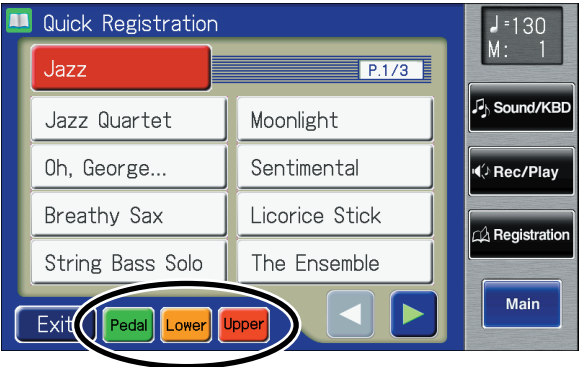 Quick Registration
♩=130
M: 1
Jazz
P.1/3
Jazz Quartet
Moonlight
Oh, George...
Sentimental
Breathy Sax
Licorice Stick
String Bass Solo
The Ensemble
Sound/KBD
Rec/Play
Registration
Main
Exit
Pedal
Lower
Upper